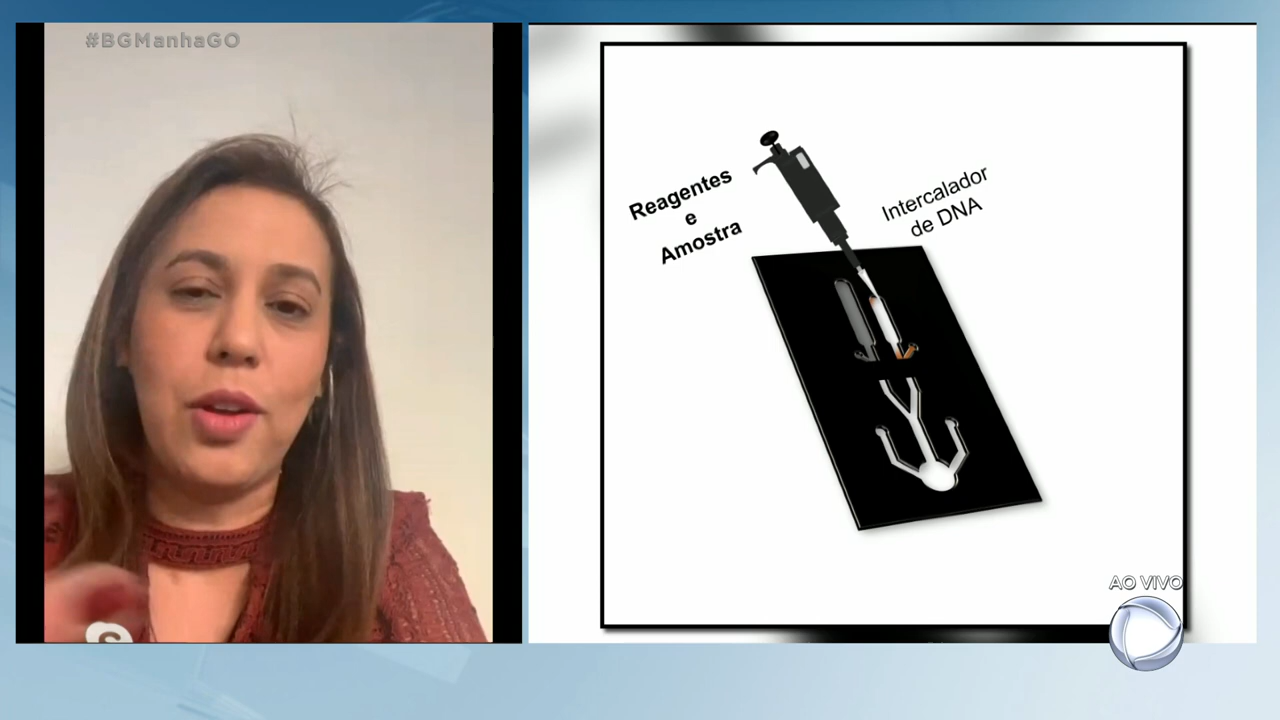 #BGManhaGO
Reagentes
e
Amostra
Intercalador
de DNA
AO VIVO